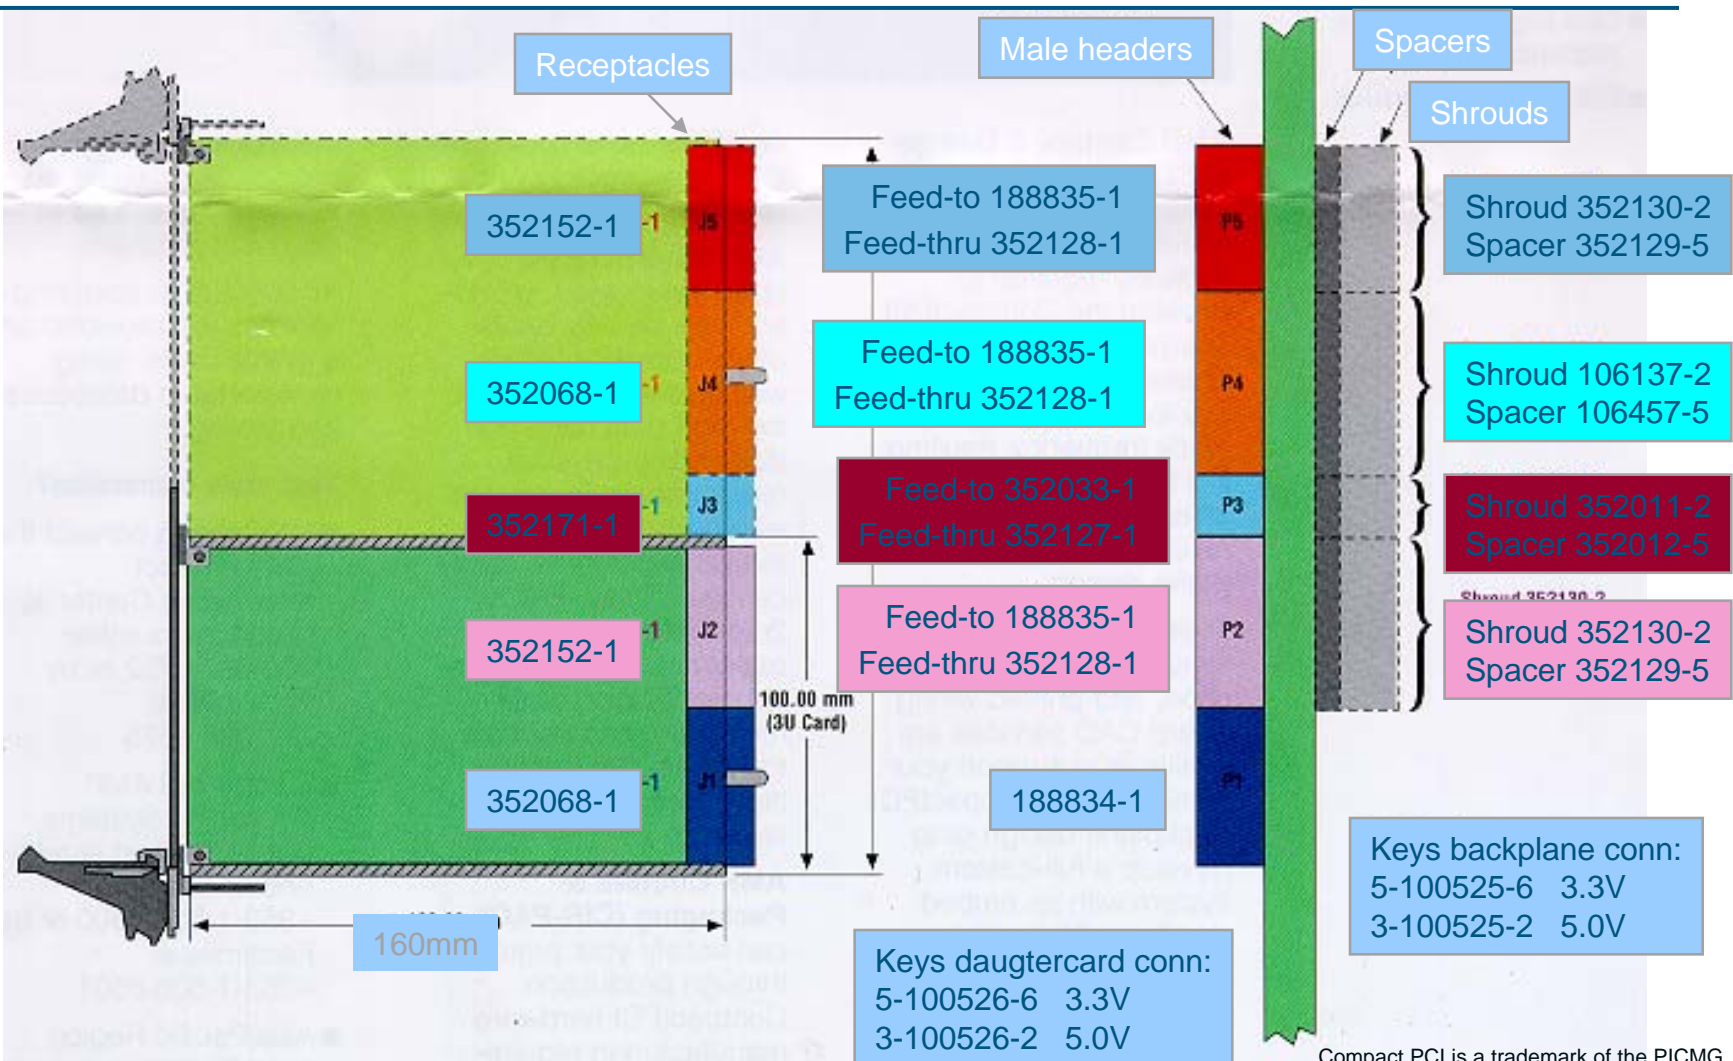 Receptacles
Male headers
Spacers
Shrouds
352152-1
-1
J5
Feed-to 188835-1
Feed-thru 352128-1
P5
Shroud 352130-2
Spacer 352129-5
352068-1
-1
J4
Feed-to 188835-1
Feed-thru 352128-1
P4
Shroud 106137-2
Spacer 106457-5
352171-1
-1
J3
Feed-to 352033-1
Feed-thru 352127-1
P3
Shroud 352011-2
Spacer 352012-5
Shroud 352130-2
352152-1
-1
J2
Feed-to 188835-1
Feed-thru 352128-1
P2
Shroud 352130-2
Spacer 352129-5
100.00 mm
(3U Card)
352068-1
-1
J1
188834-1
P1
160mm
Keys backplane conn:
5-100525-6 3.3V
3-100525-2 5.0V
Keys daugtercard conn:
5-100526-6 3.3V
3-100526-2 5.0V
Compact PCI is a trademark of the PICMG